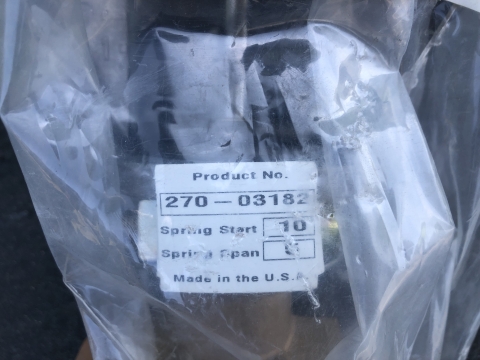 Product No.
270-03182
Spring Start 10
Spring Span
Made in the U.S.A